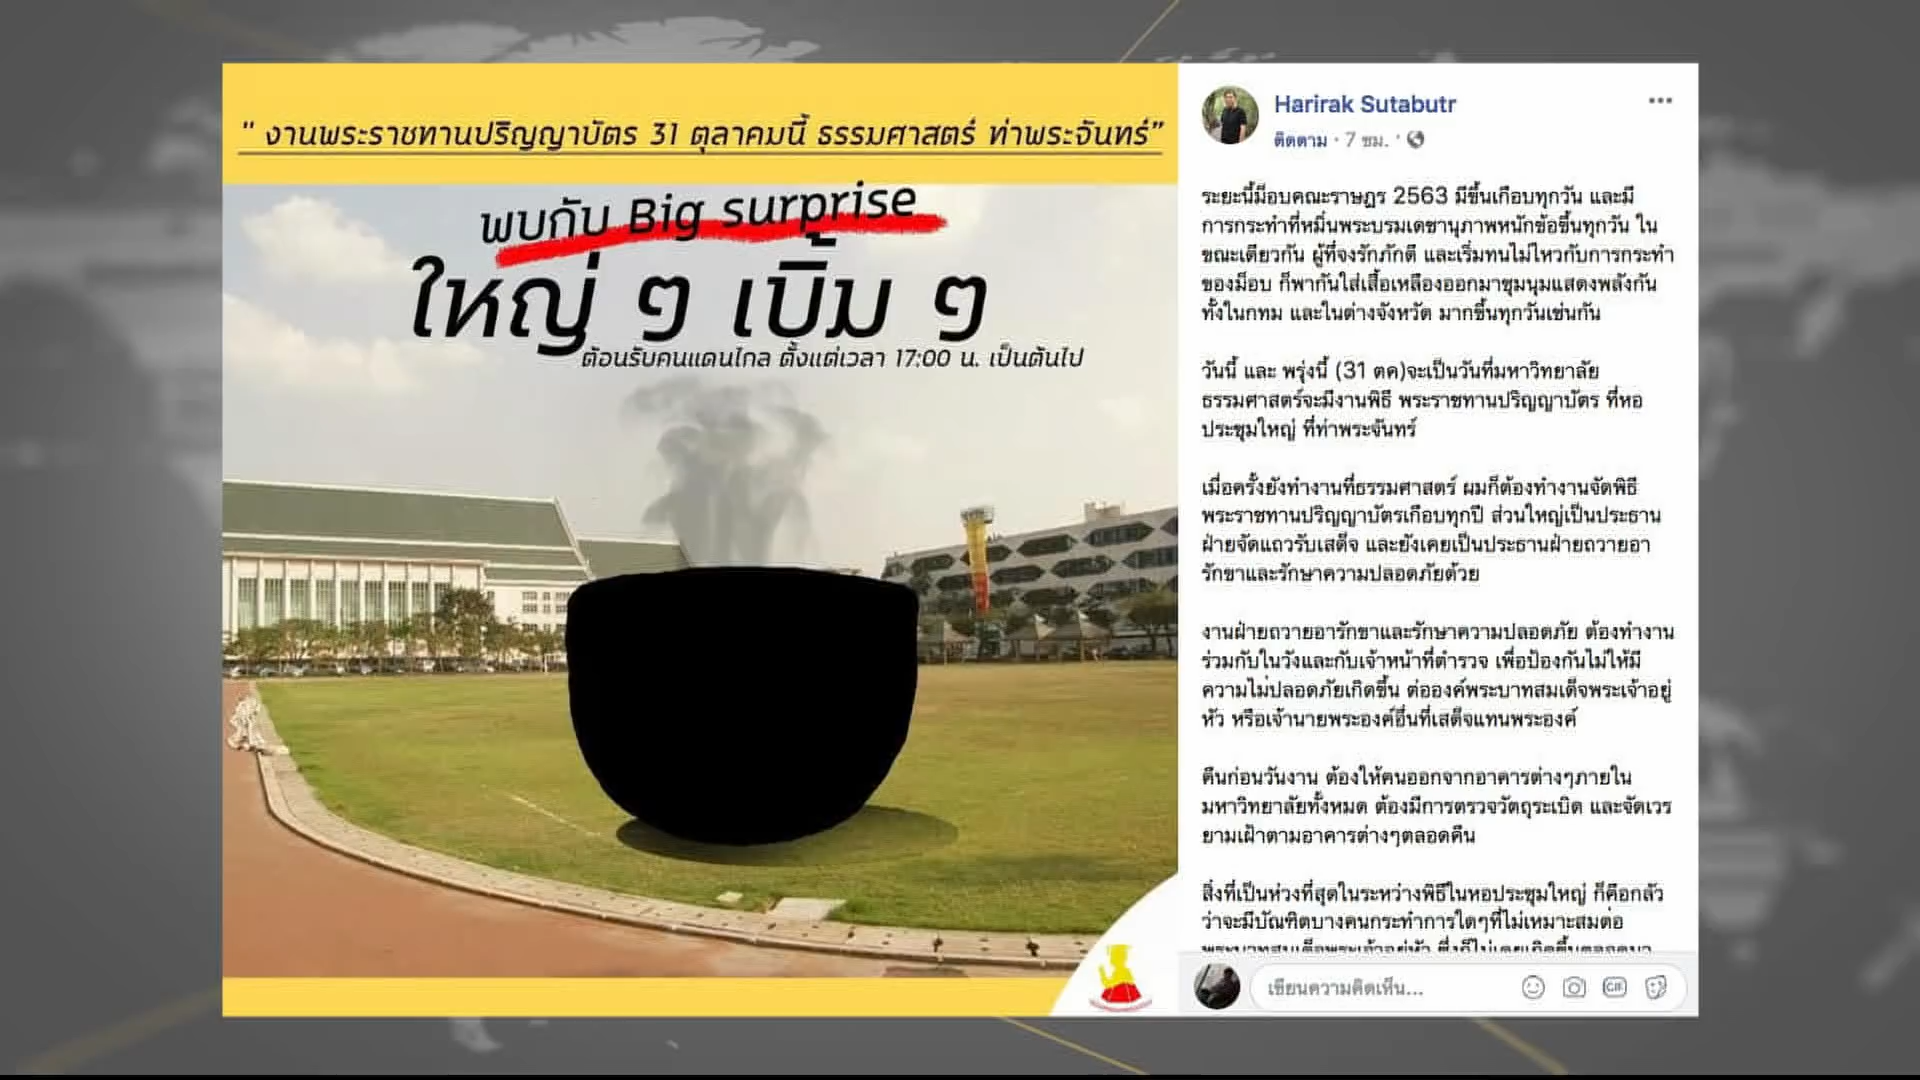 " งานพระราชทานปริญญาบัตร 31 ตุลาคมนี้ ธรรมศาสตร์ ท่าพระจันทร์"
พบกับ Big surprise
ใหญ่ ๆ เบิ้ม ๆ
ต้อนรับคนแดนไกล ตั้งแต่เวลา 17:00 น. เป็นต้นไป
Harirak Sutabutr
ติดตาม · 7 ชม. ·
ระยะนี้ม็อบคณะราษฎร 2563 มีขึ้นเกือบทุกวัน และมี
การกระทำที่หมิ่นพระบรมเดชานุภาพหนักข้อขึ้นทุกวัน ใน
ขณะเดียวกัน ผู้ที่จงรักภักดี และเริ่มทนไม่ไหวกับการกระทำ
ของม็อบ ก็พากันใส่เสื้อเหลืองออกมาชุมนุมแสดงพลังกัน
ทั้งในกทม และในต่างจังหวัด มากขึ้นทุกวันเช่นกัน
วันนี้ และ พรุ่งนี้ (31 ตค)จะเป็นวันที่มหาวิทยาลัย
ธรรมศาสตร์จะมีงานพิธี พระราชทานปริญญาบัตร ที่หอ
ประชุมใหญ่ ที่ท่าพระจันทร์
เมื่อครั้งยังทำงานที่ธรรมศาสตร์ ผมก็ต้องทำงานจัดพิธี
พระราชทานปริญญาบัตรเกือบทุกปี ส่วนใหญ่เป็นประธาน
ฝ่ายจัดแถวรับเสด็จ และยังเคยเป็นประธานฝ่ายถวายอา
รักขาและรักษาความปลอดภัยด้วย
งานฝ่ายถวายอารักขาและรักษาความปลอดภัย ต้องทำงาน
ร่วมกับในวังและกับเจ้าหน้าที่ตำรวจ เพื่อป้องกันไม่ให้มี
ความไม่ปลอดภัยเกิดขึ้น ต่อองค์พระบาทสมเด็จพระเจ้าอยู่
หัว หรือเจ้านายพระองค์อื่นที่เสด็จแทนพระองค์
คืนก่อนวันงาน ต้องให้คนออกจากอาคารต่างๆภายใน
มหาวิทยาลัยทั้งหมด ต้องมีการตรวจวัตถุระเบิด และจัดเวร
ยามเฝ้าตามอาคารต่างๆตลอดคืน
สิ่งที่เป็นห่วงที่สุดในระหว่างพิธีในหอประชุมใหญ่ ก็คือกลัว
ว่าจะมีบัณฑิตบางคนกระทำการใดๆที่ไม่เหมาะสมต่อ
พระบาทสมเด็จพระเจ้าอยู่หัว ซึ่งก็ไม่เคยเกิดขึ้นตลอดมา
เขียนความคิดเห็น...
GIF